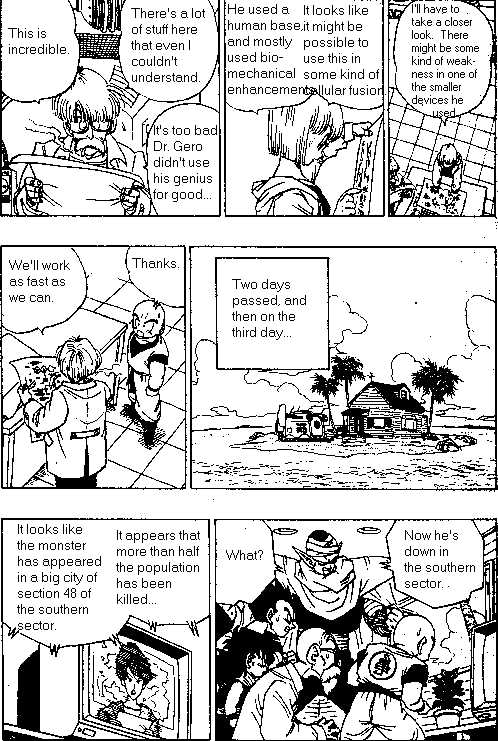 This is
incredible.
There's a lot
of stuff here
that even I
couldn't
understand.
It's too bad
Dr. Gero
didn't use
his genius
for good...
He used a
human base,
and mostly
used bio-
mechanical
enhancement
It looks like
it might be
possible to
use this in
some kind of
cellular fusion
I'll have to
take a closer
look. There
might be some
kind of weak-
ness in one of
the smaller
devices he
used
We'll work
as fast as
we can.
Thanks.
Two days
passed, and
then on the
third day...
It looks like
the monster
has appeared
in a big city of
section 48 of
the southern
sector.
It appears that
more than half
the population
has been
killed...
What?
Now he's
down in
the southern
sector. .